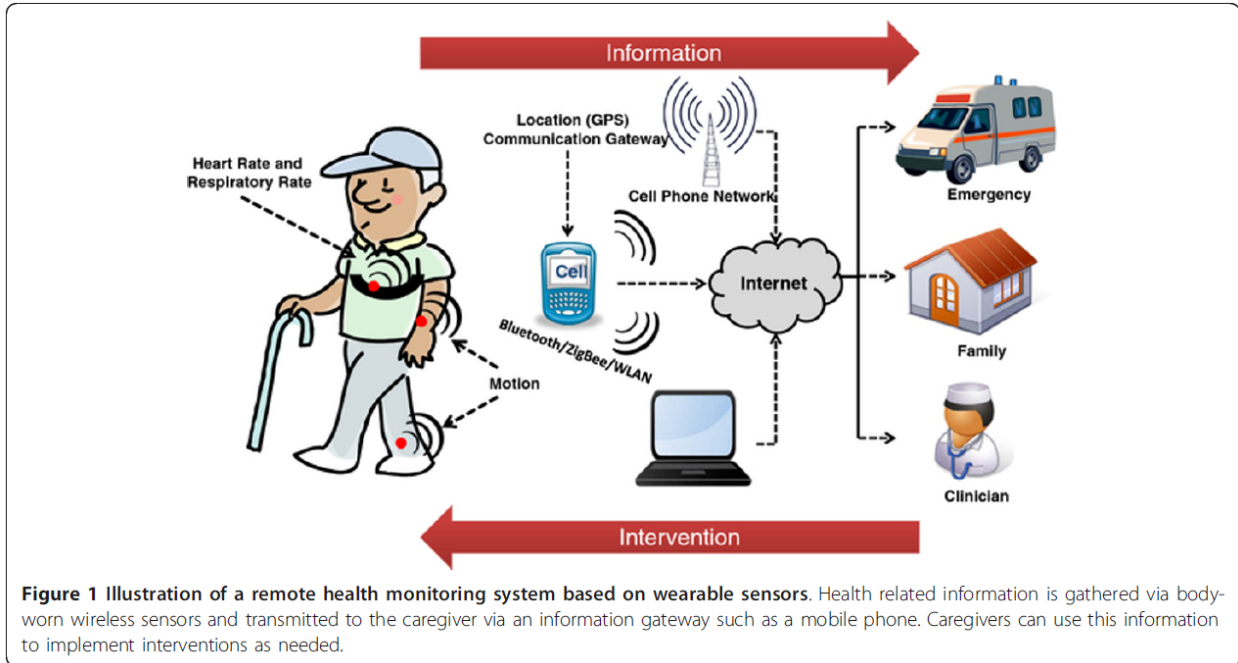 Information
Location (GPS)
Communication Gateway
Heart Rate and
Respiratory Rate
Cell Phone Network
Emergency
Cell
Internet
Bluetooth/ZigBee/WLAN
Family
Motion
Clinician
Intervention
Figure 1 Illustration of a remote health monitoring system based on wearable sensors. Health related information is gathered via body-
worn wireless sensors and transmitted to the caregiver via an information gateway such as a mobile phone. Caregivers can use this information
to implement interventions as needed.